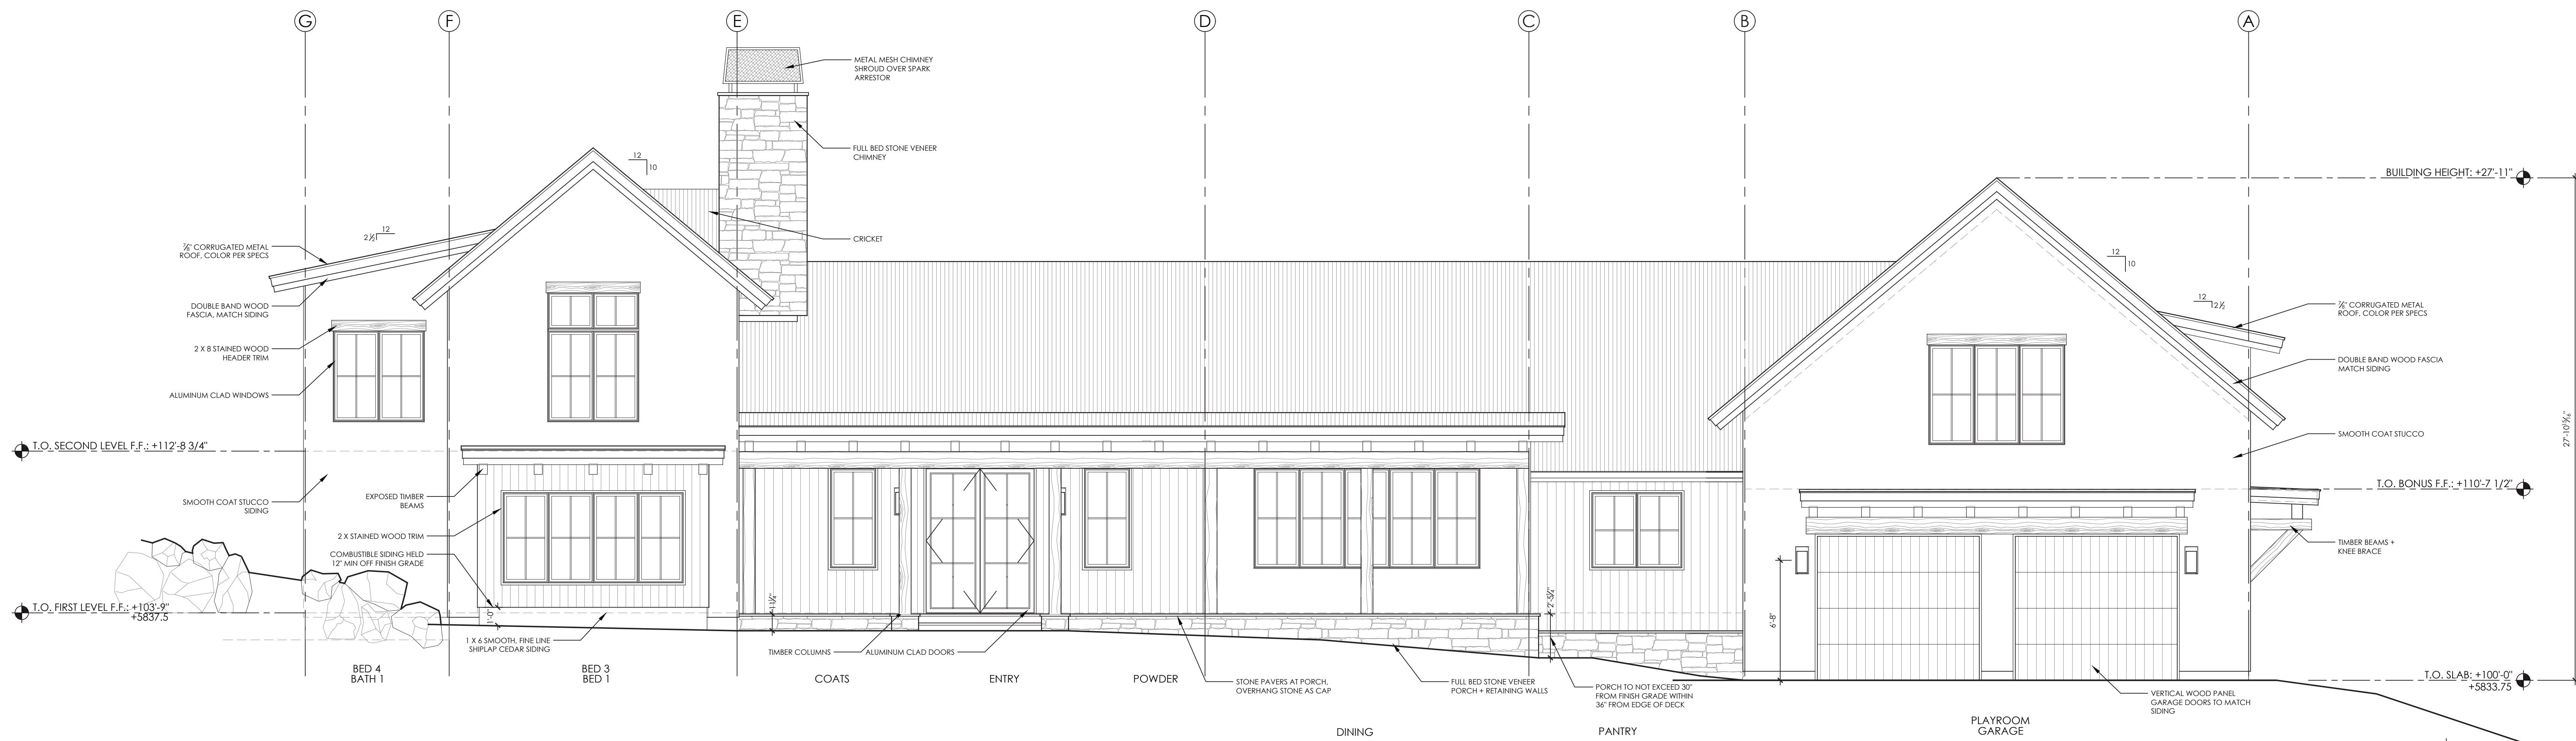 G
F
E
D
C
B
A
METAL MESH CHIMNEY
SHROUD OVER SPARK
ARRESTOR
FULL BED STONE VENEER
CHIMNEY
12
10
CRICKET
12
2½
⅞" CORRUGATED METAL
ROOF, COLOR PER SPECS
DOUBLE BAND WOOD
FASCIA, MATCH SIDING
2 X 8 STAINED WOOD
HEADER TRIM
ALUMINUM CLAD WINDOWS
T.O. SECOND LEVEL F.F.: +112'-8 3/4"
SMOOTH COAT STUCCO
SIDING
EXPOSED TIMBER
BEAMS
2 X STAINED WOOD TRIM
COMBUSTIBLE SIDING HELD
12" MIN OFF FINISH GRADE
T.O. FIRST LEVEL F.F.: +103'-9"
+5837.5
1'-0"
1 X 6 SMOOTH, FINE LINE
SHIPLAP CEDAR SIDING
11¼"
TIMBER COLUMNS
ALUMINUM CLAD DOORS
BED 4
BATH 1
BED 3
BED 1
COATS
ENTRY
POWDER
STONE PAVERS AT PORCH,
OVERHANG STONE AS CAP
FULL BED STONE VENEER
PORCH + RETAINING WALLS
2'-5¾"
PORCH TO NOT EXCEED 30"
FROM FINISH GRADE WITHIN
36" FROM EDGE OF DECK
DINING
PANTRY
PLAYROOM
GARAGE
6'-8"
VERTICAL WOOD PANEL
GARAGE DOORS TO MATCH
SIDING
BUILDING HEIGHT: +27'-11"
12
10
12
2½
⅞" CORRUGATED METAL
ROOF, COLOR PER SPECS
DOUBLE BAND WOOD FASCIA
MATCH SIDING
SMOOTH COAT STUCCO
T.O. BONUS F.F.: +110'-7 1/2"
TIMBER BEAMS +
KNEE BRACE
T.O. SLAB: +100'-0"
+5833.75